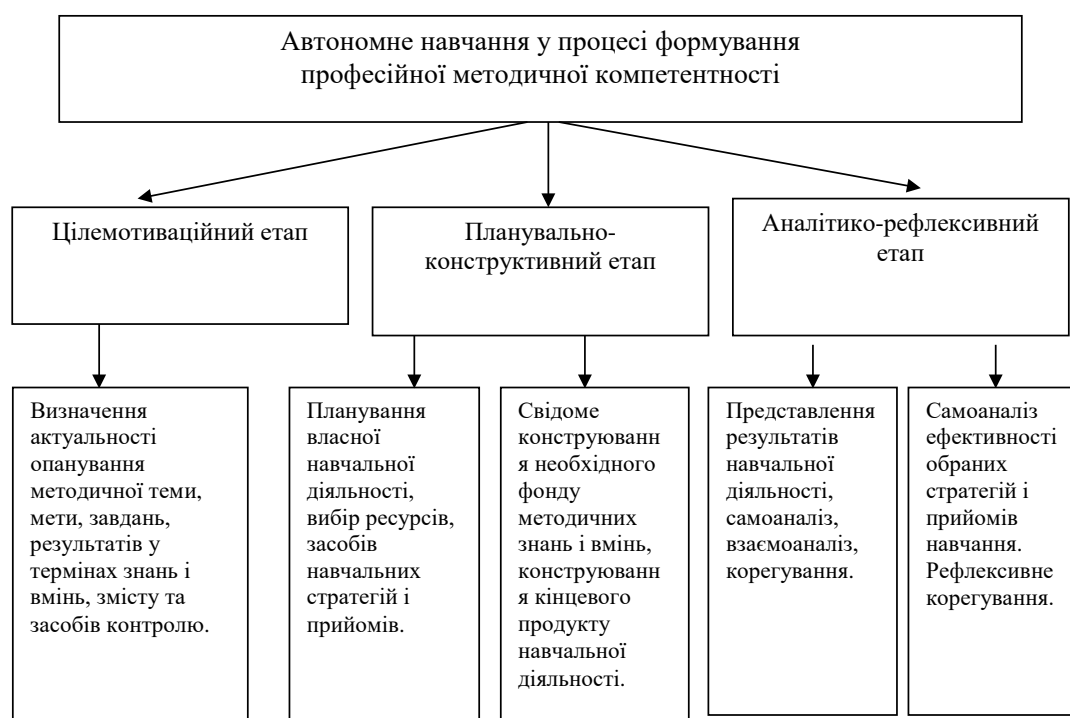 Автономне навчання у процесі формування
професійної методичної компетентності
Цілемотиваційний етап
Планувально-
конструктивний етап
Аналітико-рефлексивний
етап
Визначення
актуальності
опанування
методичної теми,
мети, завдань,
результатів у
термінах знань і
вмінь, змісту та
засобів контролю.
Планування
власної
навчальної
діяльності,
вибір ресурсів,
засобів
навчальних
стратегій і
прийомів.
Свідоме
конструюванн
я необхідного
фонду
методичних
знань і вмінь,
конструюванн
я кінцевого
продукту
навчальної
діяльності.
Представлення
результатів
навчальної
діяльності,
самоаналіз,
взаємоаналіз,
корегування.
Самоаналіз
ефективності
обраних
стратегій і
прийомів
навчання.
Рефлексивне
корегування.